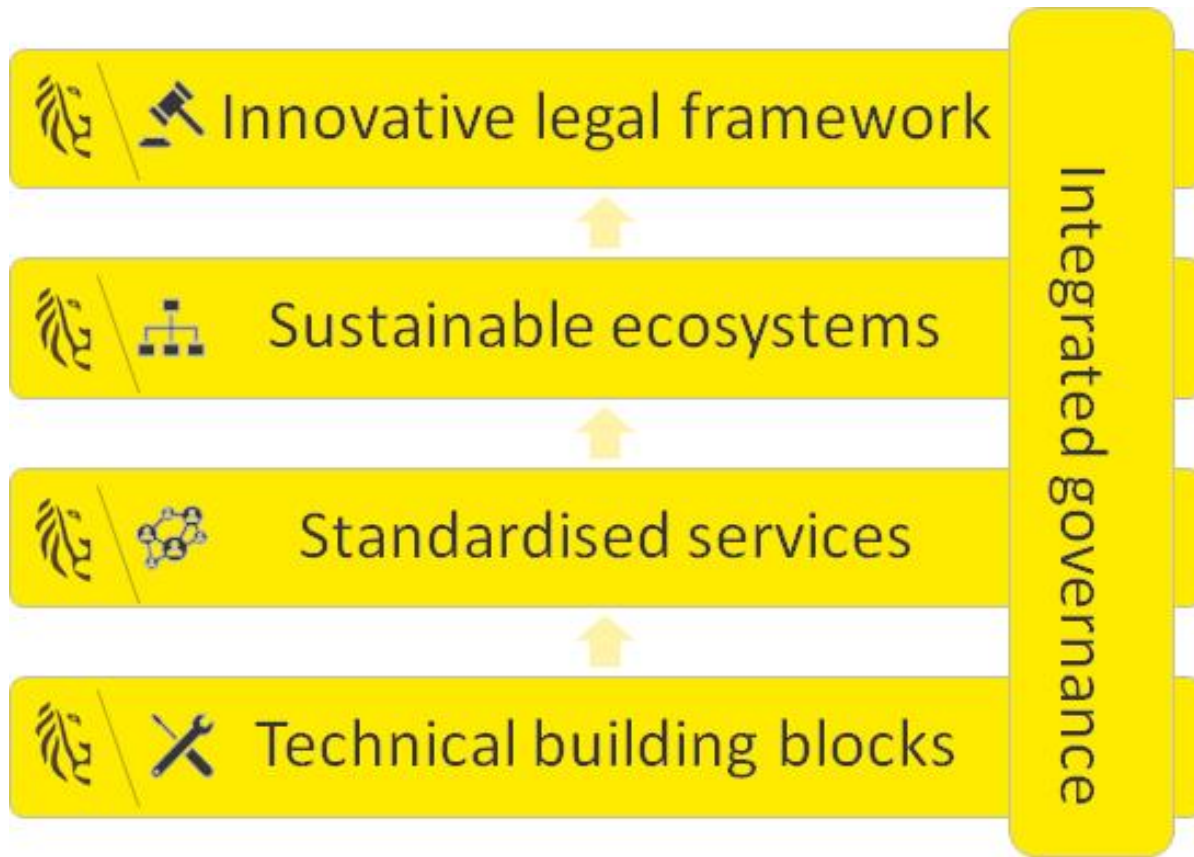 Innovative legal framework
Sustainable ecosystems
Standardised services
Technical building blocks
Integrated governance